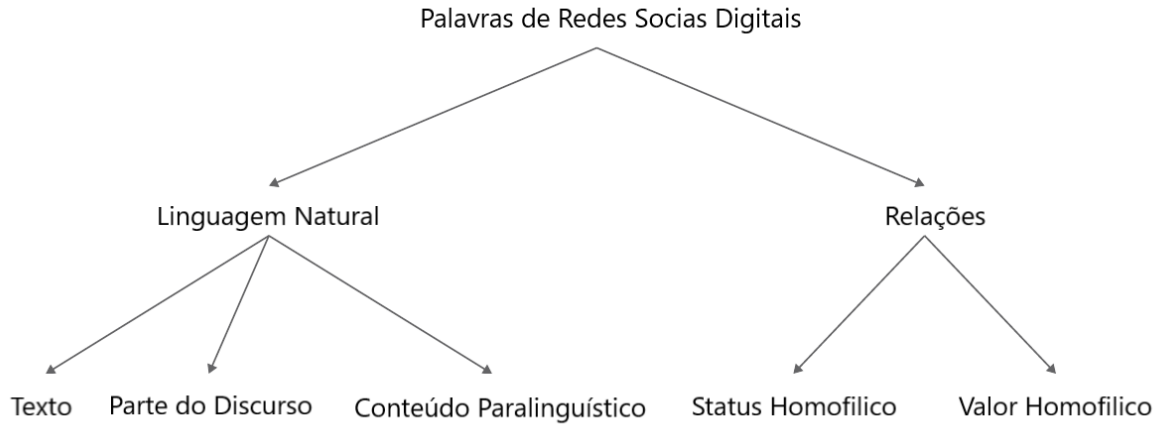 Palavras de Redes Socias Digitais
Linguagem Natural
Relações
Texto
Parte do Discurso
Conteúdo Paralinguístico
Status Homofilico
Valor Homofilico